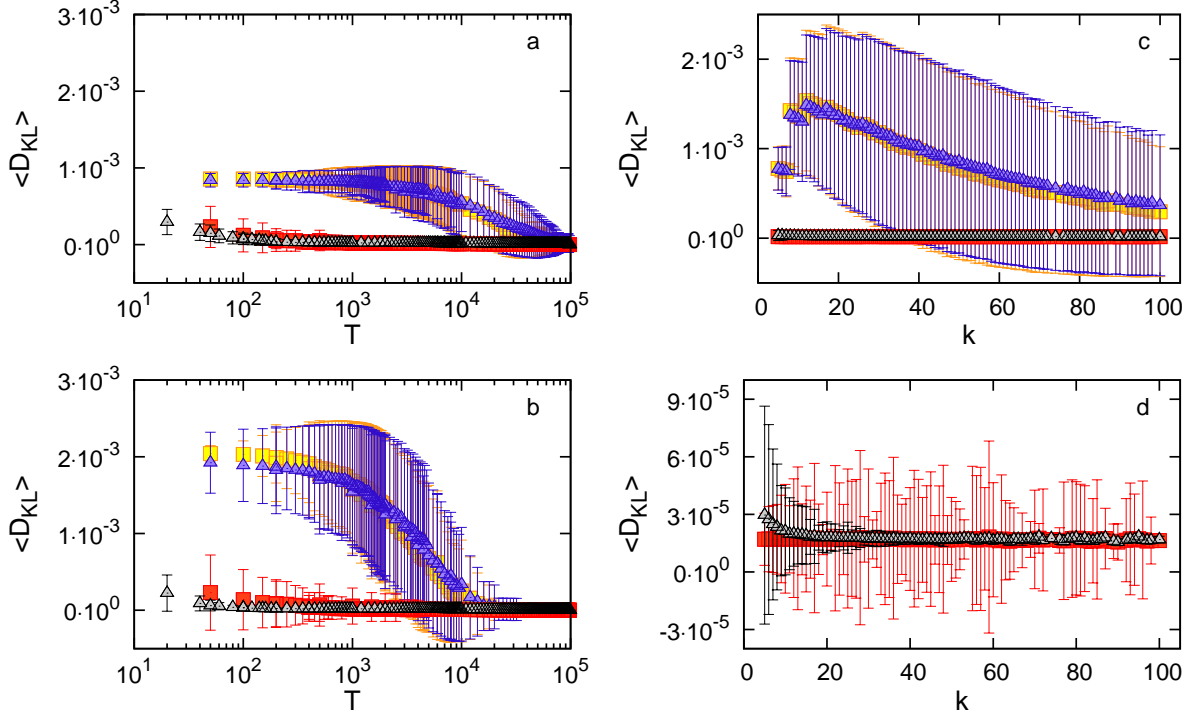 a
3·10⁻³
2·10⁻³
1·10⁻³
0·10⁰
<D_KL>
10¹ 10² 10³ 10⁴ 10⁵
T
c
2·10⁻³
1·10⁻³
0·10⁰
<D_KL>
0 20 40 60 80 100
k
b
3·10⁻³
2·10⁻³
1·10⁻³
0·10⁰
<D_KL>
10¹ 10² 10³ 10⁴ 10⁵
T
d
9·10⁻⁵
6·10⁻⁵
3·10⁻⁵
0·10⁰
-3·10⁻⁵
<D_KL>
0 20 40 60 80 100
k